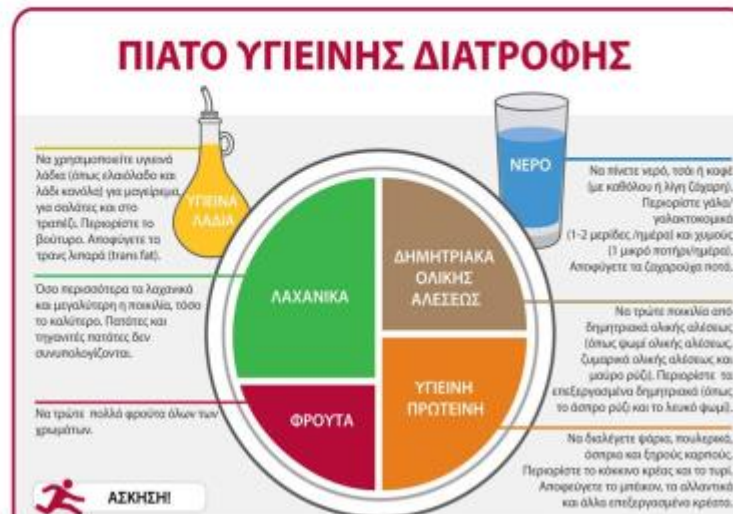 ΠΙΑΤΟ ΥΓΙΕΙΝΗΣ ΔΙΑΤΡΟΦΗΣ
Να χρησιμοποιείτε υγιεινά
λάδια (όπως ελαιόλαδο και
λάδι κανόλα) για μαγείρεμα,
για σαλάτες και στο
τραπέζι. Περιορίστε το
βούτυρο. Αποφύγετε τα
τρανς λιπαρά (trans fat).
ΥΓΙΕΙΝΑ
ΛΑΔΙΑ
Όσο περισσότερα τα λαχανικά
και μεγαλύτερη η ποικιλία, τόσο
το καλύτερο. Πατάτες και
τηγανιτές πατάτες δεν
συνυπολογίζονται.
Να τρώτε πολλά φρούτα όλων των
χρωμάτων.
ΑΣΚΗΣΗ!
ΛΑΧΑΝΙΚΑ
ΦΡΟΥΤΑ
ΔΗΜΗΤΡΙΑΚΑ
ΟΛΙΚΗΣ
ΑΛΕΣΕΩΣ
ΥΓΙΕΙΝΗ
ΠΡΩΤΕΙΝΗ
ΝΕΡΟ
Να πίνετε νερό, τσάι ή καφέ
(με καθόλου ή λίγη ζάχαρη).
Περιορίστε γάλα/
γαλακτοκομικά
(1-2 μερίδες /ημέρα) και χυμούς
(1 μικρό ποτήρι/ημέρα).
Αποφύγετε τα ζαχαρούχα ποτά.
Να τρώτε ποικιλία από
δημητριακά ολικής αλέσεως
(όπως ψωμί ολικής αλέσεως,
ζυμαρικά ολικής αλέσεως και
μαύρο ρύζι). Περιορίστε τα
επεξεργασμένα δημητριακά (όπως
το άσπρο ρύζι και το λευκό ψωμί).
Να διαλέγετε ψάρια, πουλερικά,
όσπρια και ξηρούς καρπούς.
Περιορίστε το κόκκινο κρέας και το τυρί.
Αποφεύγετε το μπέικον, τα αλλαντικά
και άλλα επεξεργασμένα κρέατα.